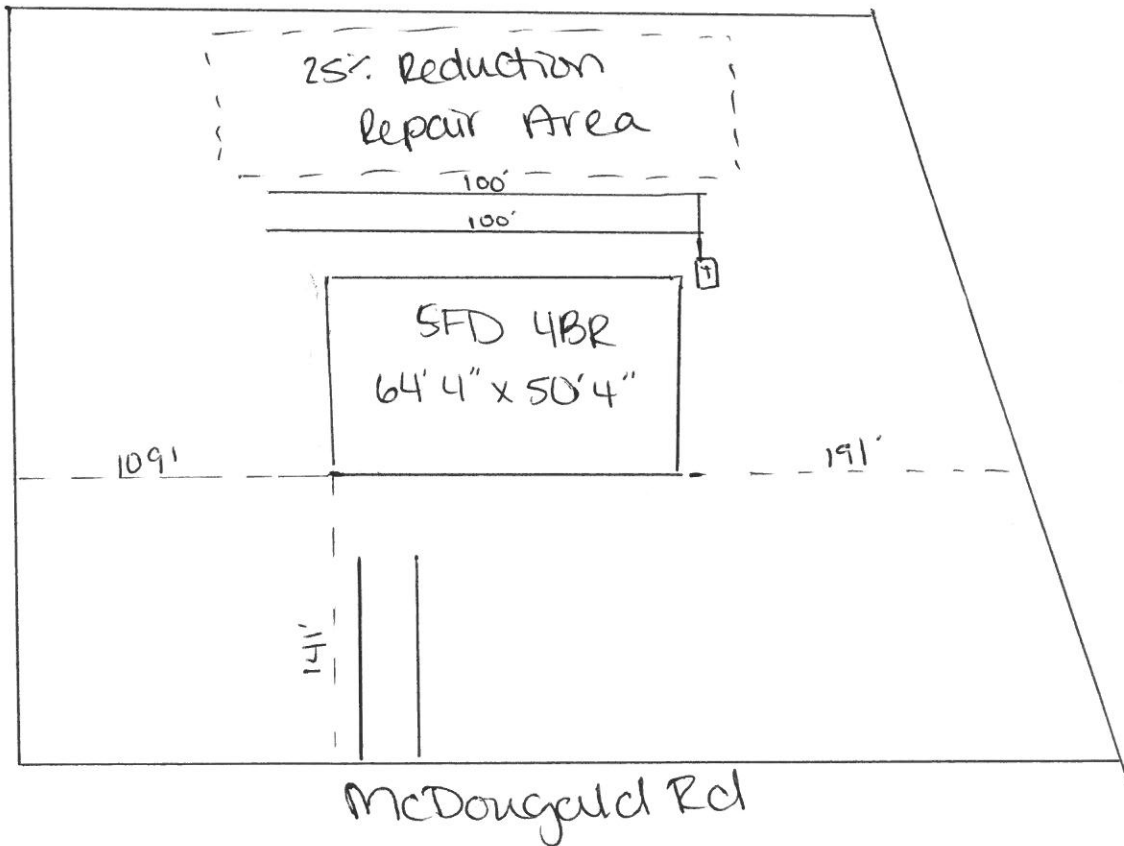 25% Reduction
Repair Area
100'
100'
T
SFD 4BR
64' 4" x 50' 4"
109'
191'
141'
McDougald Rd